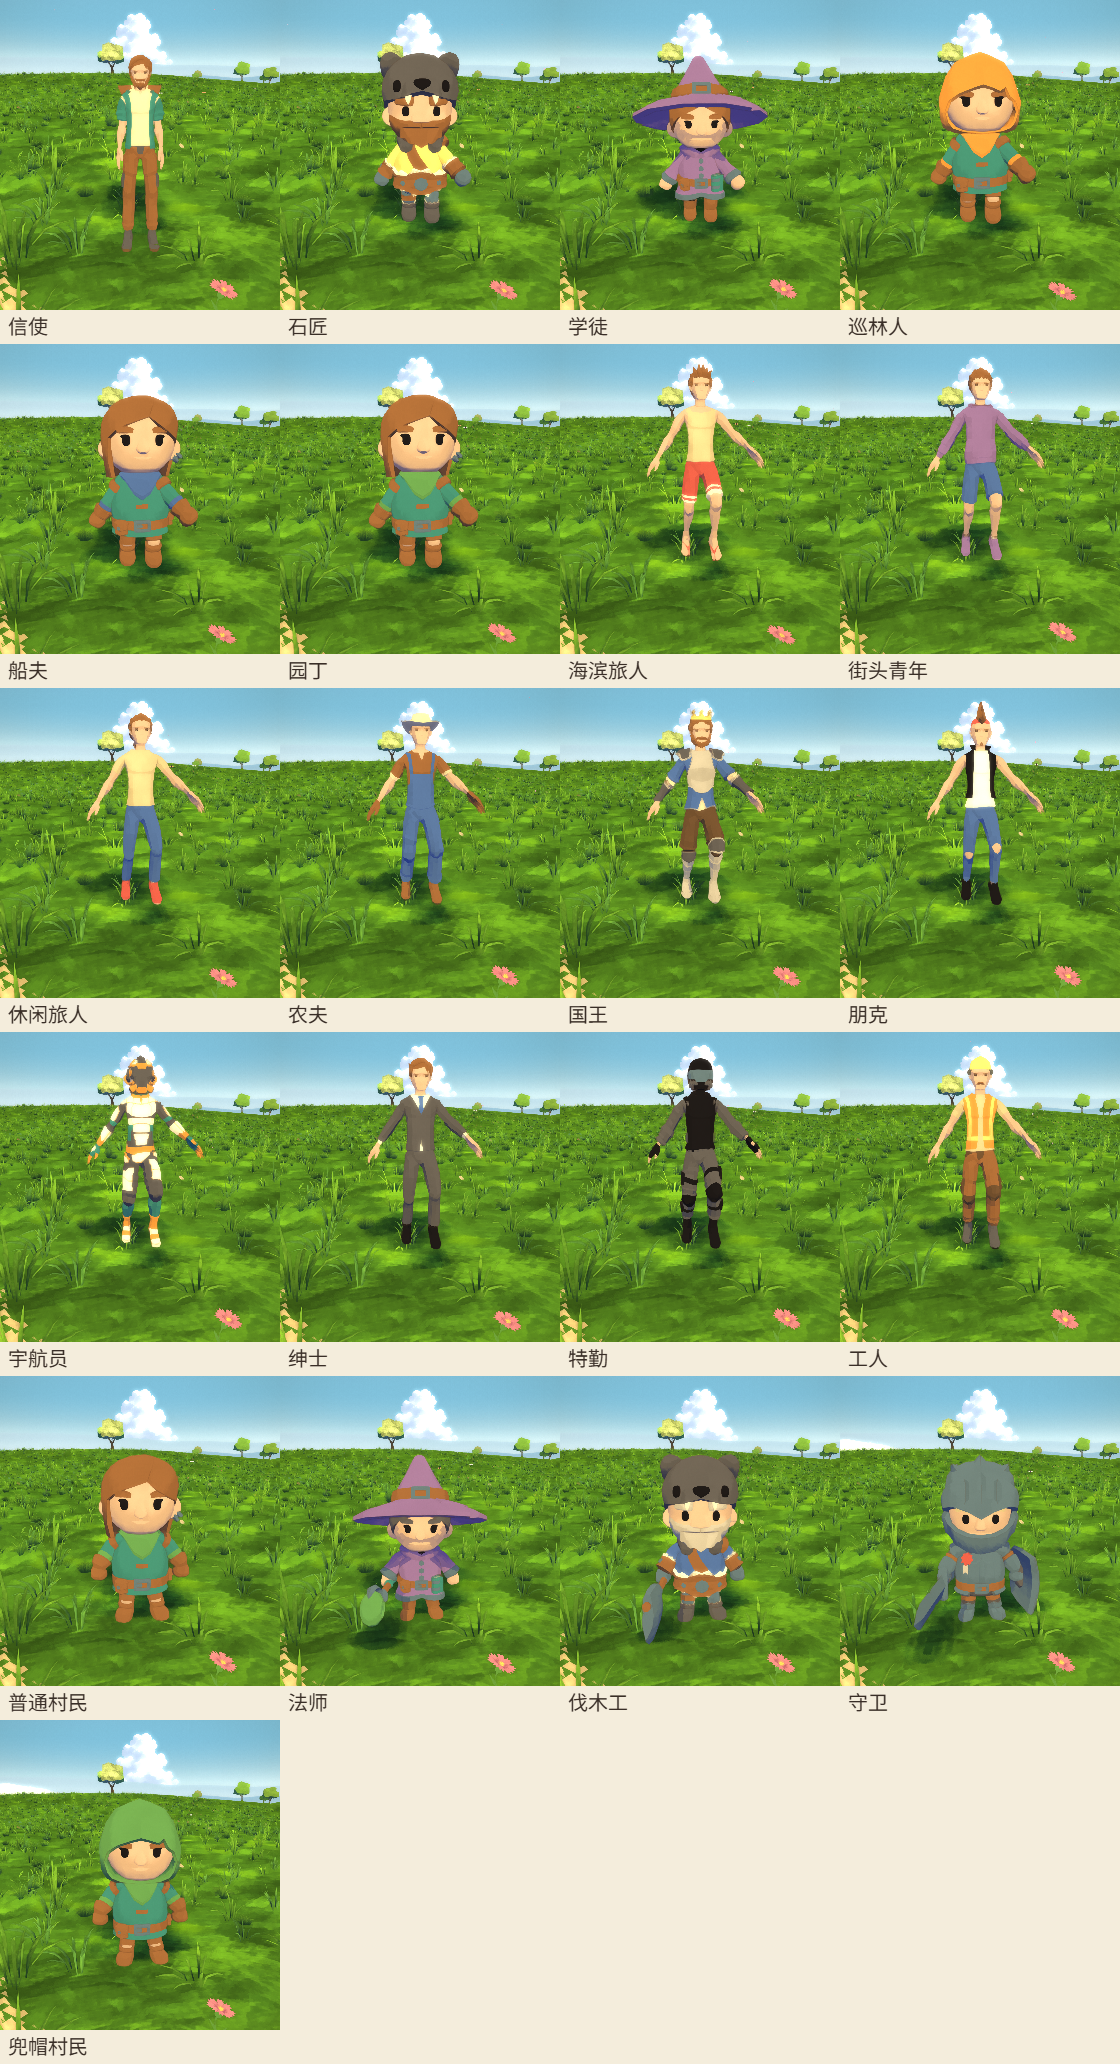 信使
石匠
学徒
巡林人
船夫
园丁
海滨旅人
街头青年
休闲旅人
农夫
国王
朋克
宇航员
绅士
特勤
工人
普通村民
法师
伐木工
守卫
兜帽村民